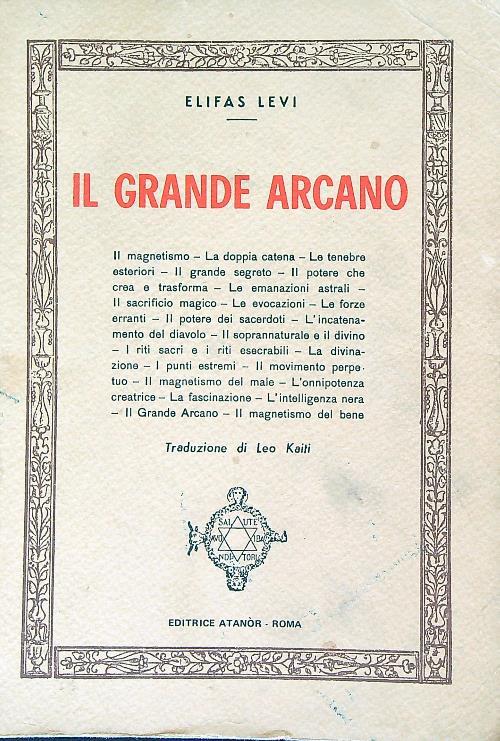 ELIFAS LEVI
IL GRANDE ARCANO
Il magnetismo – La doppia catena – Le tenebre
esteriori – Il grande segreto – Il potere che
crea e trasforma – Le emanazioni astrali –
Il sacrificio magico – Le evocazioni – Le forze
erranti – Il potere dei sacerdoti – L'incatena-
mento del diavolo – Il soprannaturale e il divino
– I riti sacri e i riti esecrabili – La divina-
zione – I punti estremi – Il movimento perpe-
tuo – Il magnetismo del male – L'onnipotenza
creatrice – La fascinazione – L'intelligenza nera
– Il Grande Arcano – Il magnetismo del bene
Traduzione di Leo Kaiti
EDITRICE ATANÒR - ROMA